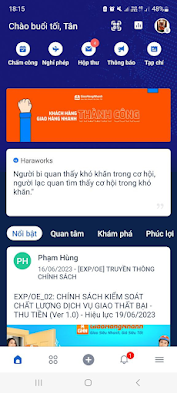 18:15
48%
Chào buổi tối, Tân
Chấm công
Nghỉ phép
Hộp thư
Thông báo
Tạp chí
KHÁCH HÀNG
GIAO HÀNG NHANH
THÀNH CÔNG
Haraworks
Người bi quan thấy khó khăn trong cơ hội,
người lạc quan tìm thấy cơ hội trong khó
khăn."
Nổi bật
Quan tâm
Khám phá
Phúc lợi
PH
Phạm Hùng
16/06/2023 - [EXP/OE] TRUYỀN THÔNG
CHÍNH SÁCH
EXP/OE_02: CHÍNH SÁCH KIỂM SOÁT
CHẤT LƯỢNG DỊCH VỤ GIAO THẤT BẠI -
THU TIỀN (Ver 1.0) - Hiệu lực 19/06/2023
GIAOHANGNHANH
1